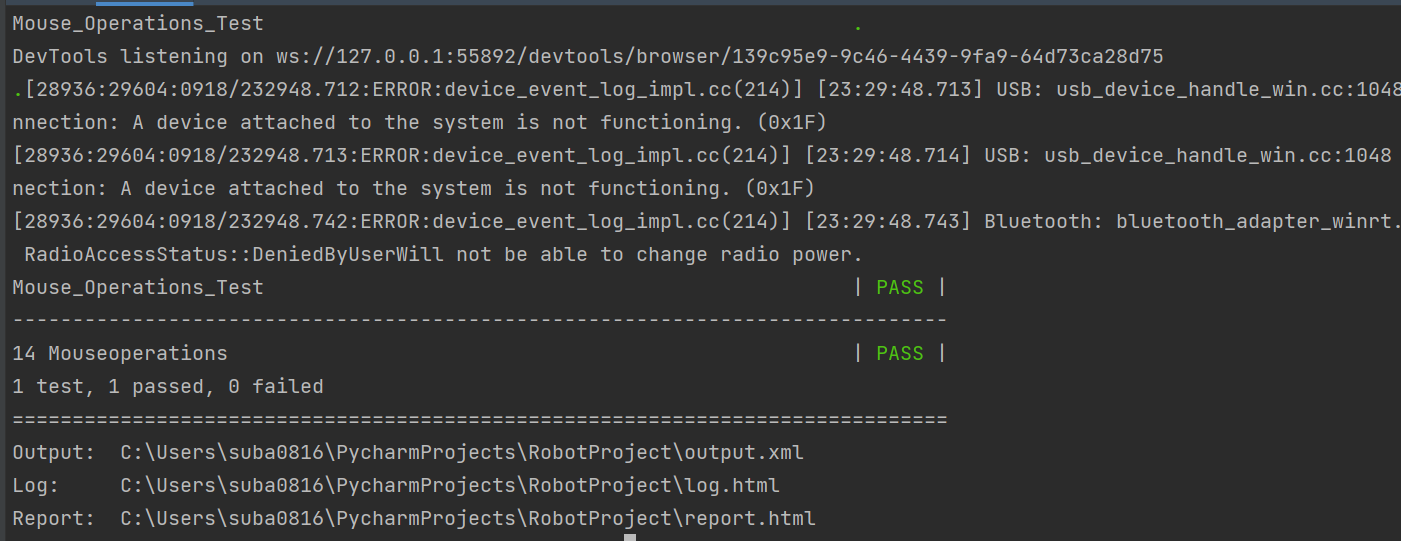 Mouse_Operations_Test .
DevTools listening on ws://127.0.0.1:55892/devtools/browser/139c95e9-9c46-4439-9fa9-64d73ca28d75
.[28936:29604:0918/232948.712:ERROR:device_event_log_impl.cc(214)] [23:29:48.713] USB: usb_device_handle_win.cc:1048
nnection: A device attached to the system is not functioning. (0x1F)
[28936:29604:0918/232948.713:ERROR:device_event_log_impl.cc(214)] [23:29:48.714] USB: usb_device_handle_win.cc:1048
nection: A device attached to the system is not functioning. (0x1F)
[28936:29604:0918/232948.742:ERROR:device_event_log_impl.cc(214)] [23:29:48.743] Bluetooth: bluetooth_adapter_winrt.
RadioAccessStatus::DeniedByUserWill not be able to change radio power.
Mouse_Operations_Test | PASS |
------------------------------------------------------------------------------
14 Mouseoperations | PASS |
1 test, 1 passed, 0 failed
==============================================================================
Output: C:\Users\suba0816\PycharmProjects\RobotProject\output.xml
Log: C:\Users\suba0816\PycharmProjects\RobotProject\log.html
Report: C:\Users\suba0816\PycharmProjects\RobotProject\report.html